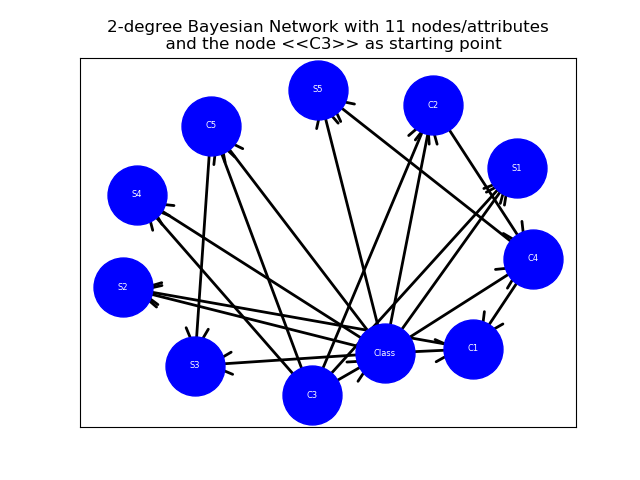 2-degree Bayesian Network with 11 nodes/attributes
and the node <<C3>> as starting point
S5
C2
C5
S1
S4
C4
S2
C1
Class
S3
C3